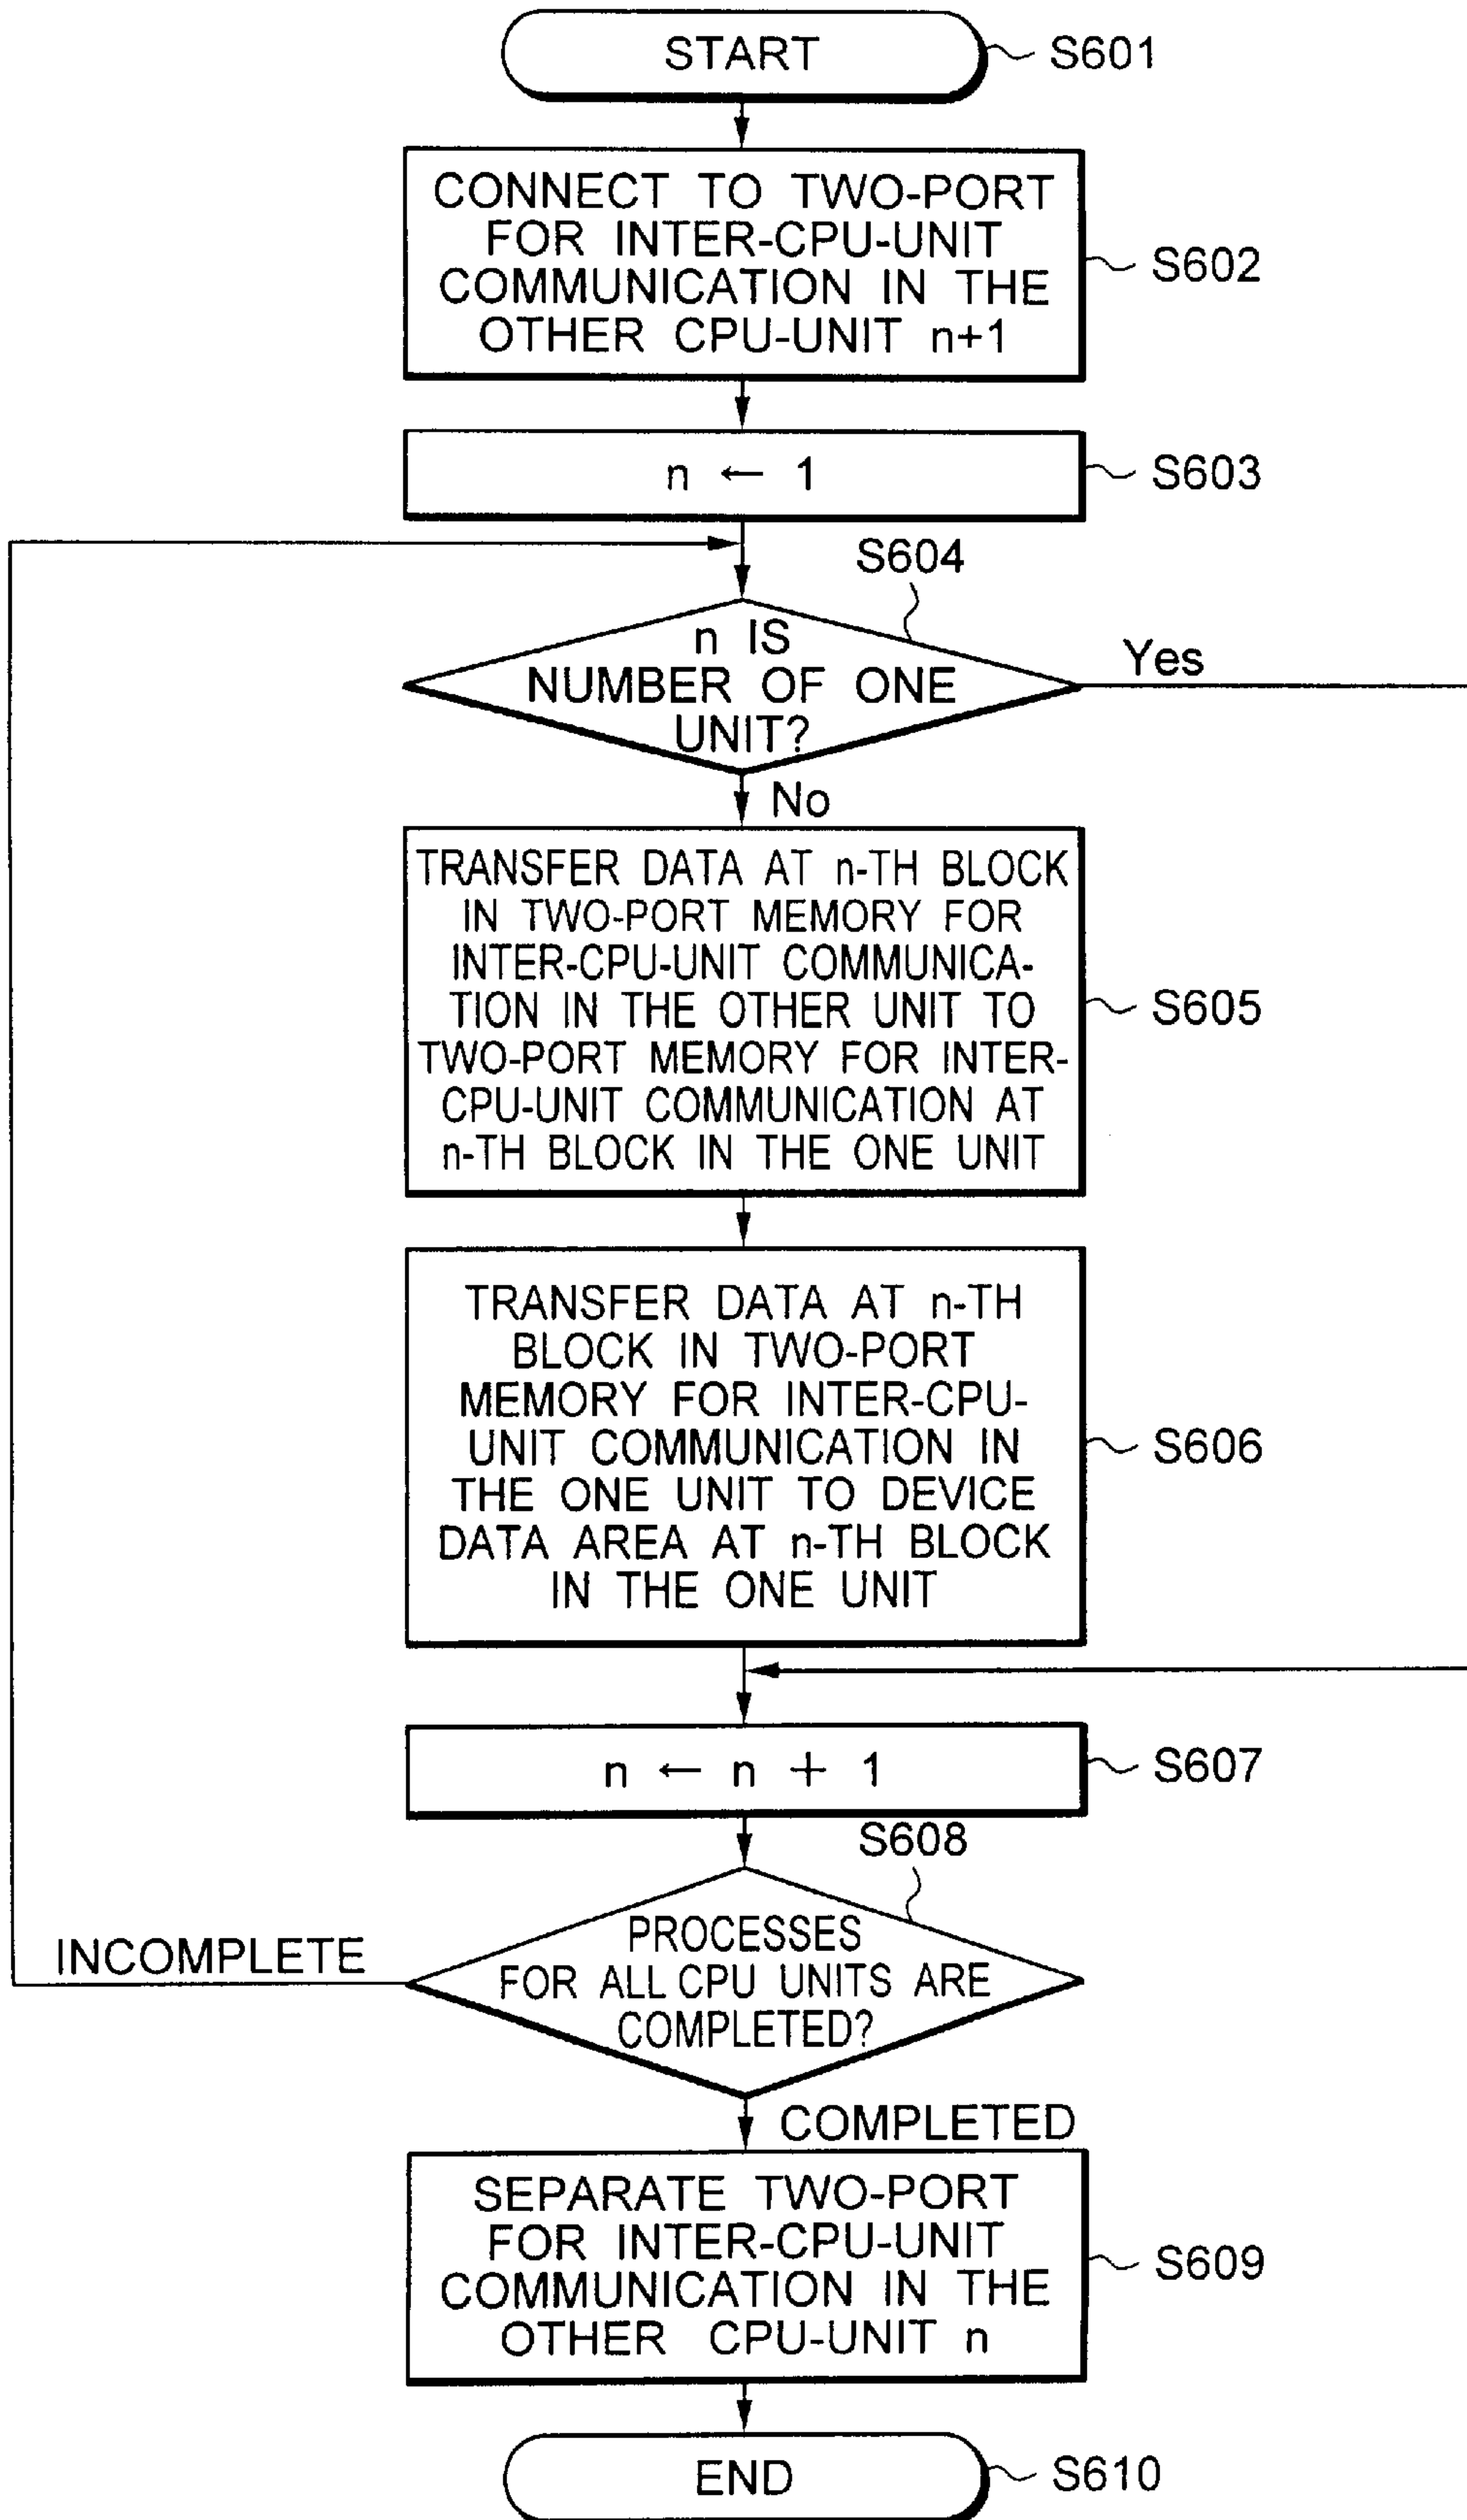 START
S601
CONNECT TO TWO-PORT
FOR INTER-CPU-UNIT
COMMUNICATION IN THE
OTHER CPU-UNIT n+1
S602
n ← 1
S603
S604
n IS
NUMBER OF ONE
UNIT?
Yes
No
TRANSFER DATA AT n-TH BLOCK
IN TWO-PORT MEMORY FOR
INTER-CPU-UNIT COMMUNICA-
TION IN THE OTHER UNIT TO
TWO-PORT MEMORY FOR INTER-
CPU-UNIT COMMUNICATION AT
n-TH BLOCK IN THE ONE UNIT
S605
TRANSFER DATA AT n-TH
BLOCK IN TWO-PORT
MEMORY FOR INTER-CPU-
UNIT COMMUNICATION IN
THE ONE UNIT TO DEVICE
DATA AREA AT n-TH BLOCK
IN THE ONE UNIT
S606
n ← n + 1
S607
S608
PROCESSES
FOR ALL CPU UNITS ARE
COMPLETED?
INCOMPLETE
COMPLETED
SEPARATE TWO-PORT
FOR INTER-CPU-UNIT
COMMUNICATION IN THE
OTHER CPU-UNIT n
S609
END
S610